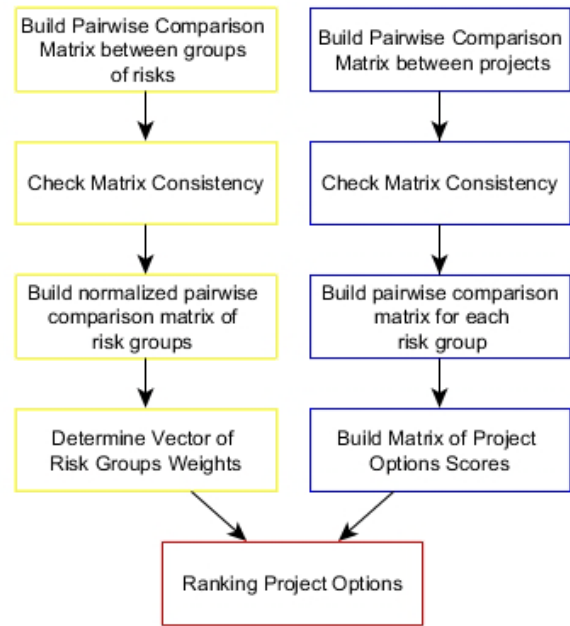 Build Pairwise Comparison
Matrix between groups
of risks
Build Pairwise Comparison
Matrix between projects
Check Matrix Consistency
Check Matrix Consistency
Build normalized pairwise
comparison matrix of
risk groups
Build pairwise comparison
matrix for each
risk group
Determine Vector of
Risk Groups Weights
Build Matrix of Project
Options Scores
Ranking Project Options